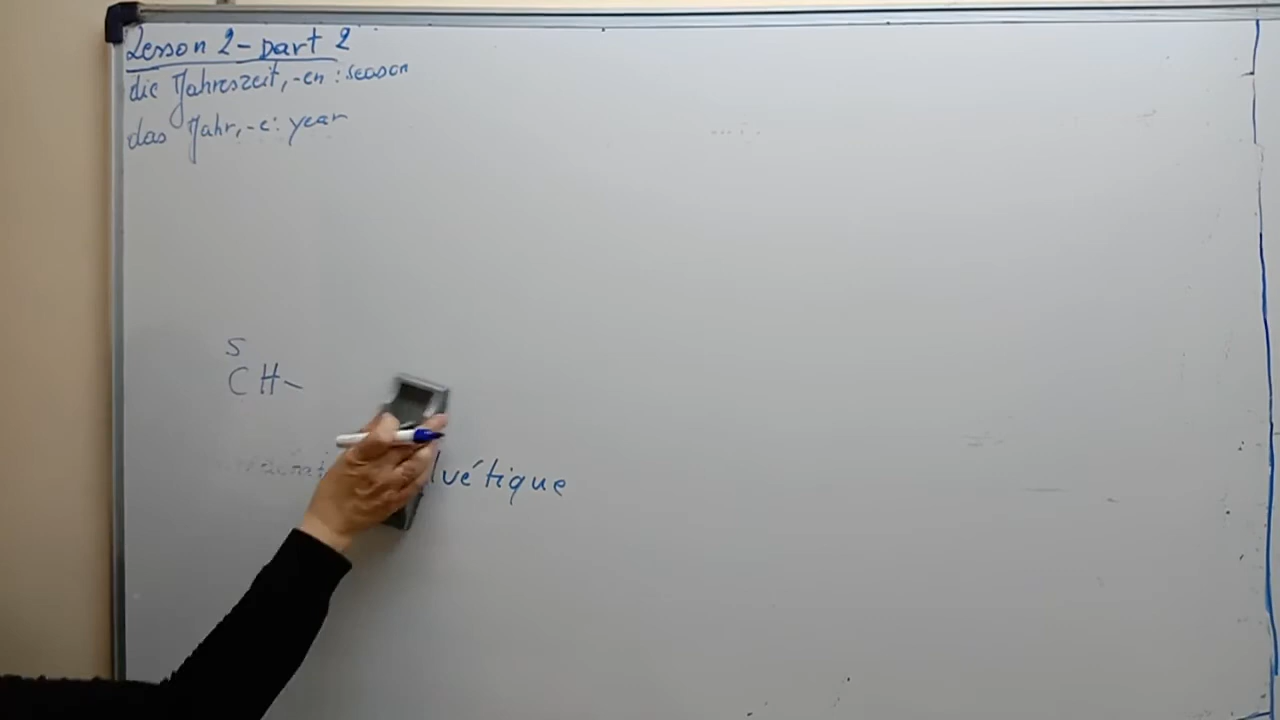 Lesson 2 - part 2
die Jahreszeit, -en : season
das Jahr, -e : year
S
CH-
lvétique